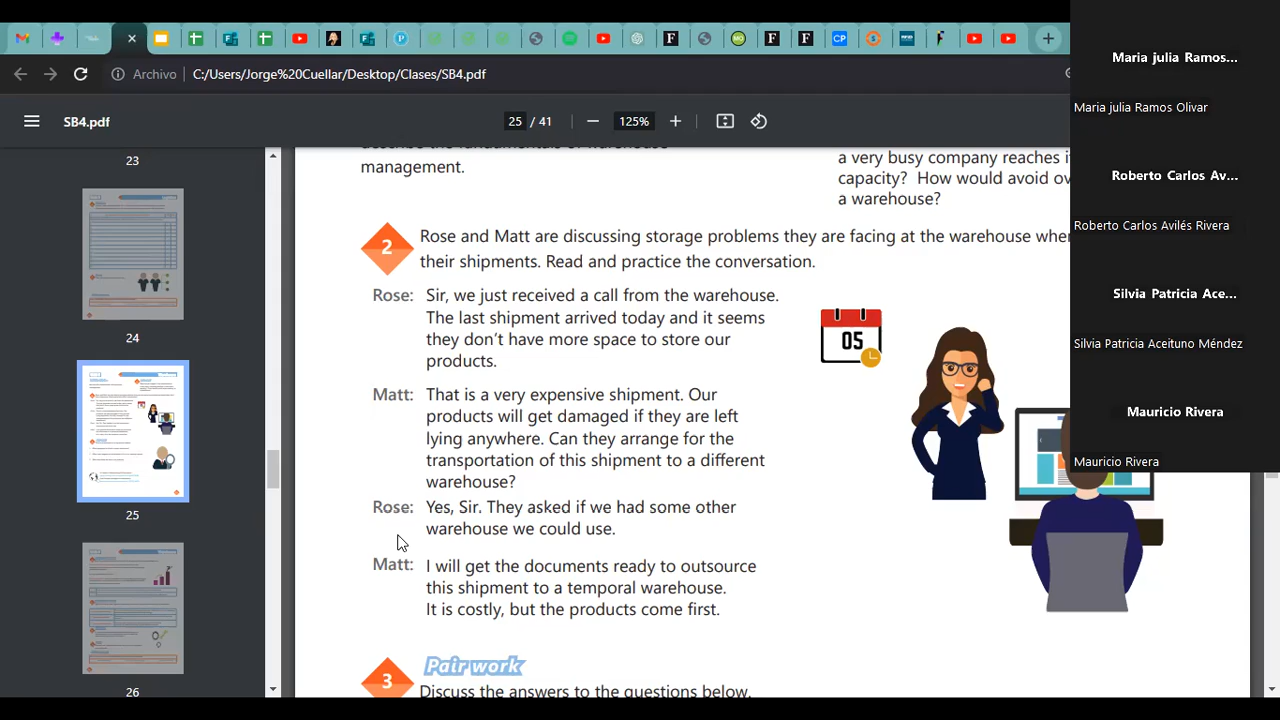 Archivo
C:/Users/Jorge%20Cuellar/Desktop/Clases/SB4.pdf
SB4.pdf
25 / 41
125%
23
24
25
26
management.
a very busy company reaches
capacity? How would avoid
a warehouse?
2
Rose and Matt are discussing storage problems they are facing at the warehouse
their shipments. Read and practice the conversation.
Rose: Sir, we just received a call from the warehouse.
The last shipment arrived today and it seems
they don’t have more space to store our
products.
Matt: That is a very expensive shipment. Our
products will get damaged if they are left
lying anywhere. Can they arrange for the
transportation of this shipment to a different
warehouse?
Rose: Yes, Sir. They asked if we had some other
warehouse we could use.
Matt: I will get the documents ready to outsource
this shipment to a temporal warehouse.
It is costly, but the products come first.
05
3
Pair work
Discuss the answers to the questions below.
Maria julia Ramos...
Maria julia Ramos Olivar
Roberto Carlos Av...
Roberto Carlos Avilés Rivera
Silvia Patricia Ace...
Silvia Patricia Aceituno Méndez
Mauricio Rivera
Mauricio Rivera